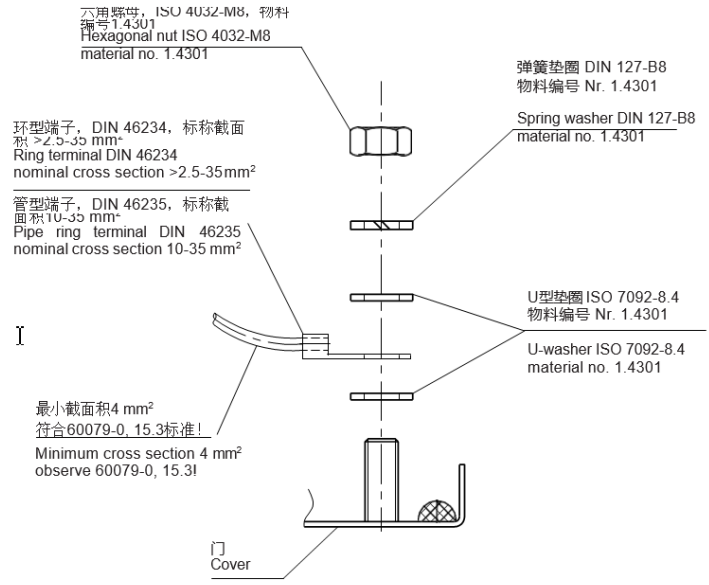 六角螺母，ISO 4032-M8，物料
编号1.4301
Hexagonal nut ISO 4032-M8
material no. 1.4301
弹簧垫圈 DIN 127-B8
物料编号 Nr. 1.4301
Spring washer DIN 127-B8
material no. 1.4301
环型端子，DIN 46234，标称截面
积 >2.5-35 mm²
Ring terminal DIN 46234
nominal cross section >2.5-35mm²
管型端子，DIN 46235，标称截
面积10-35 mm²
Pipe ring terminal DIN 46235
nominal cross section 10-35 mm²
U型垫圈 ISO 7092-8.4
物料编号 Nr. 1.4301
U-washer ISO 7092-8.4
material no. 1.4301
最小截面积4 mm²
符合60079-0, 15.3标准！
Minimum cross section 4 mm²
observe 60079-0, 15.3!
门
Cover